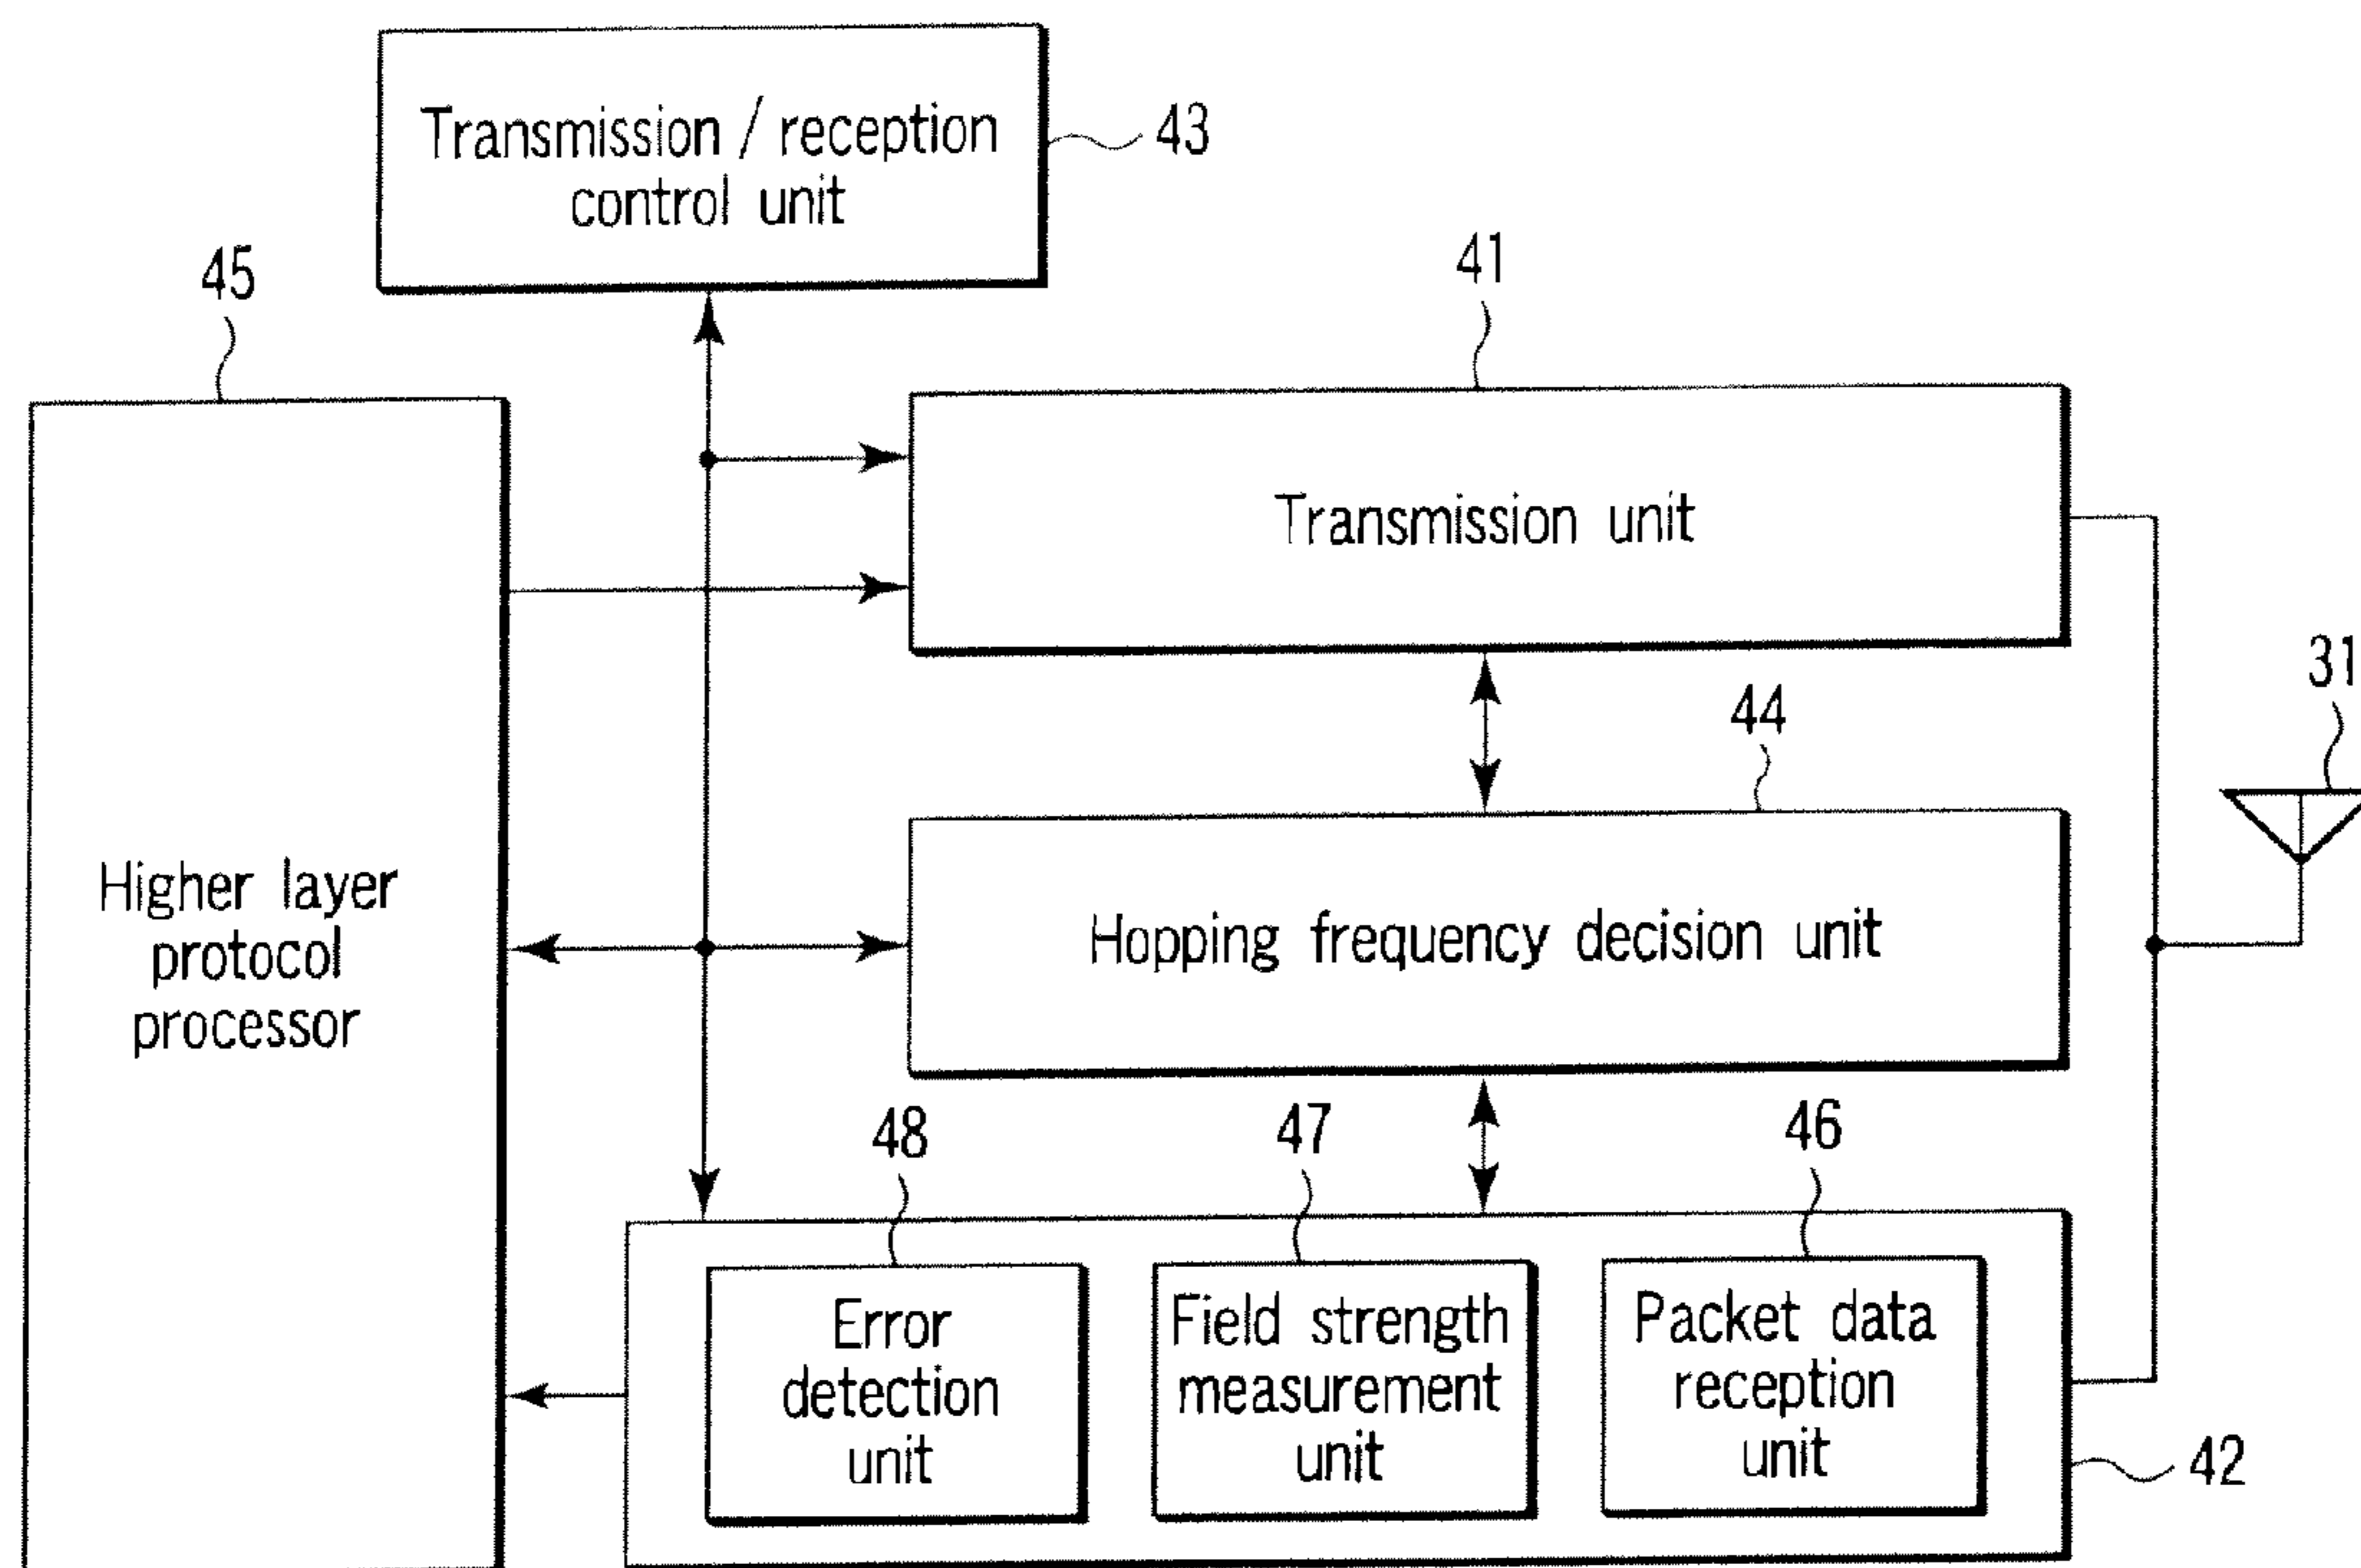 Transmission / reception
control unit
43
45
41
Transmission unit
31
44
Higher layer
protocol
processor
Hopping frequency decision unit
48
47
46
Error
detection
unit
Field strength
measurement
unit
Packet data
reception
unit
42